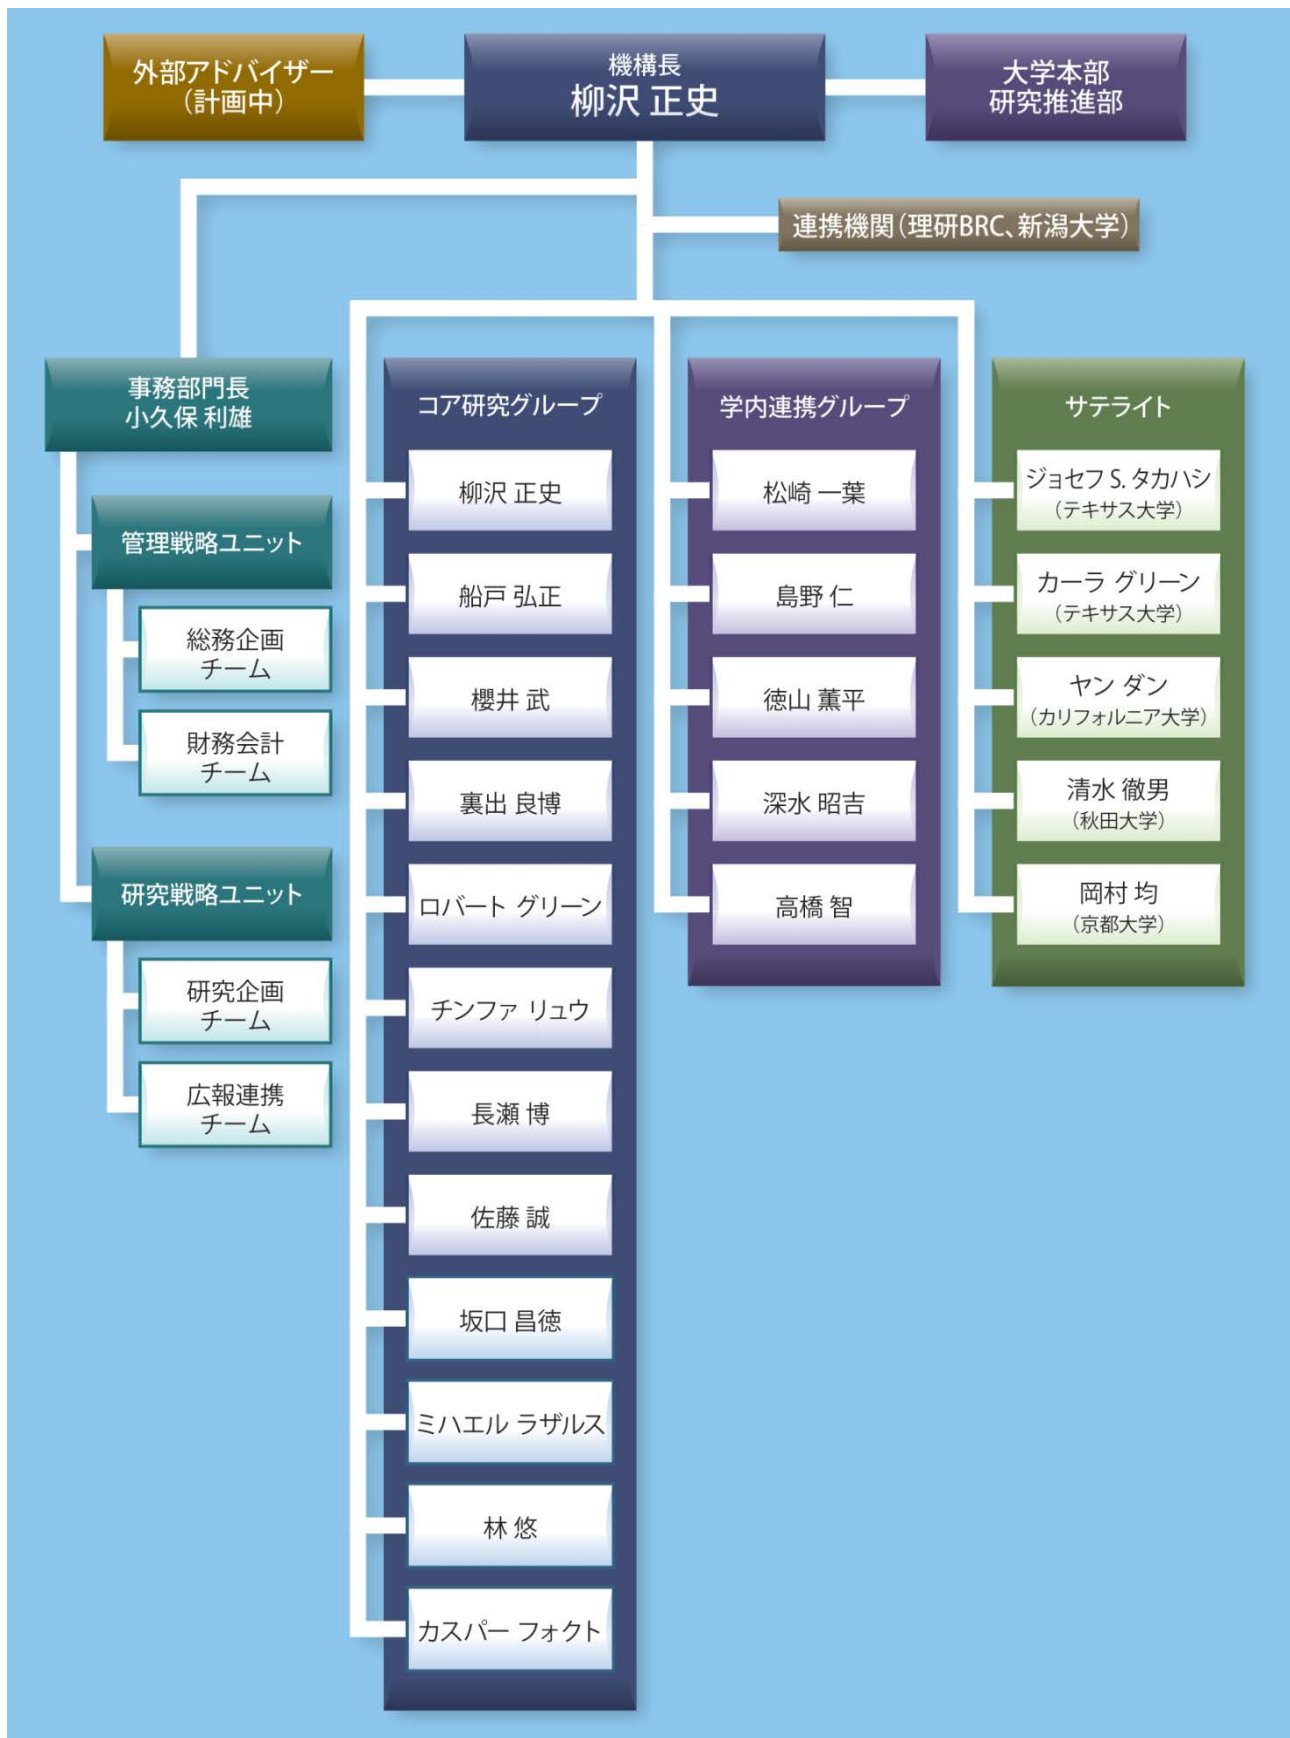 外部アドバイザー
（計画中）
機構長
柳沢 正史
大学本部
研究推進部
連携機関（理研BRC、新潟大学）
事務部門長
小久保 利雄
管理戦略ユニット
総務企画
チーム
財務会計
チーム
研究戦略ユニット
研究企画
チーム
広報連携
チーム
コア研究グループ
柳沢 正史
船戸 弘正
櫻井 武
裏出 良博
ロバート グリーン
チンファ リュウ
長瀬 博
佐藤 誠
坂口 昌徳
ミハエル ラザルス
林 悠
カスパー フォクト
学内連携グループ
松崎 一葉
島野 仁
徳山 薫平
深水 昭吉
高橋 智
サテライト
ジョセフ S. タカハシ
（テキサス大学）
カーラ グリーン
（テキサス大学）
ヤン ダン
（カリフォルニア大学）
清水 徹男
（秋田大学）
岡村 均
（京都大学）